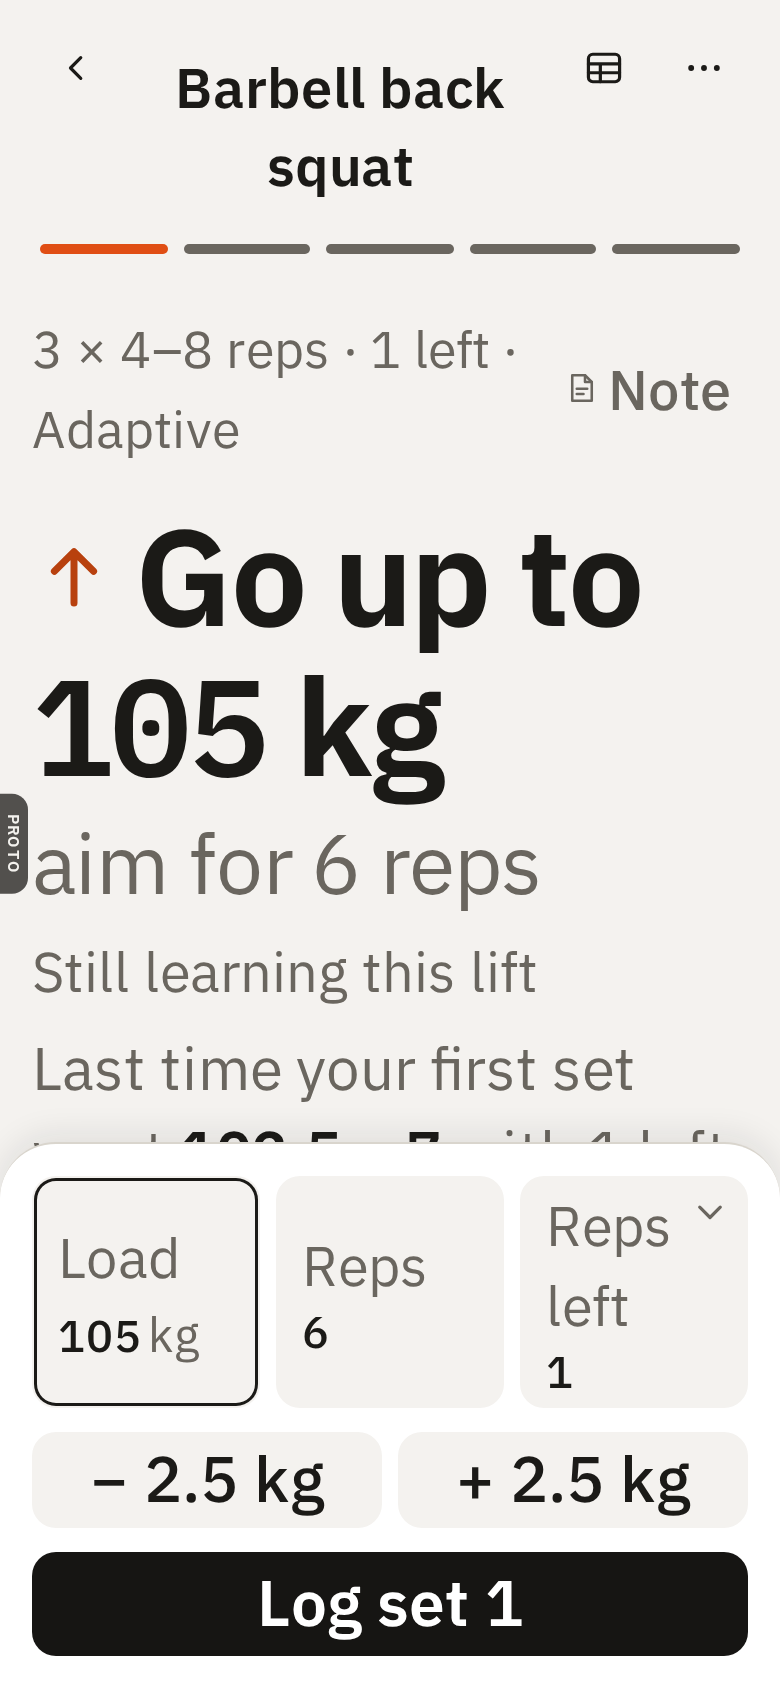 Barbell back
squat
3 × 4–8 reps · 1 left ·
Adaptive
Note
Go up to
105 kg
PROTO
aim for 6 reps
Still learning this lift
Last time your first set
Load
105 kg
Reps
6
Reps
left
1
– 2.5 kg
+ 2.5 kg
Log set 1